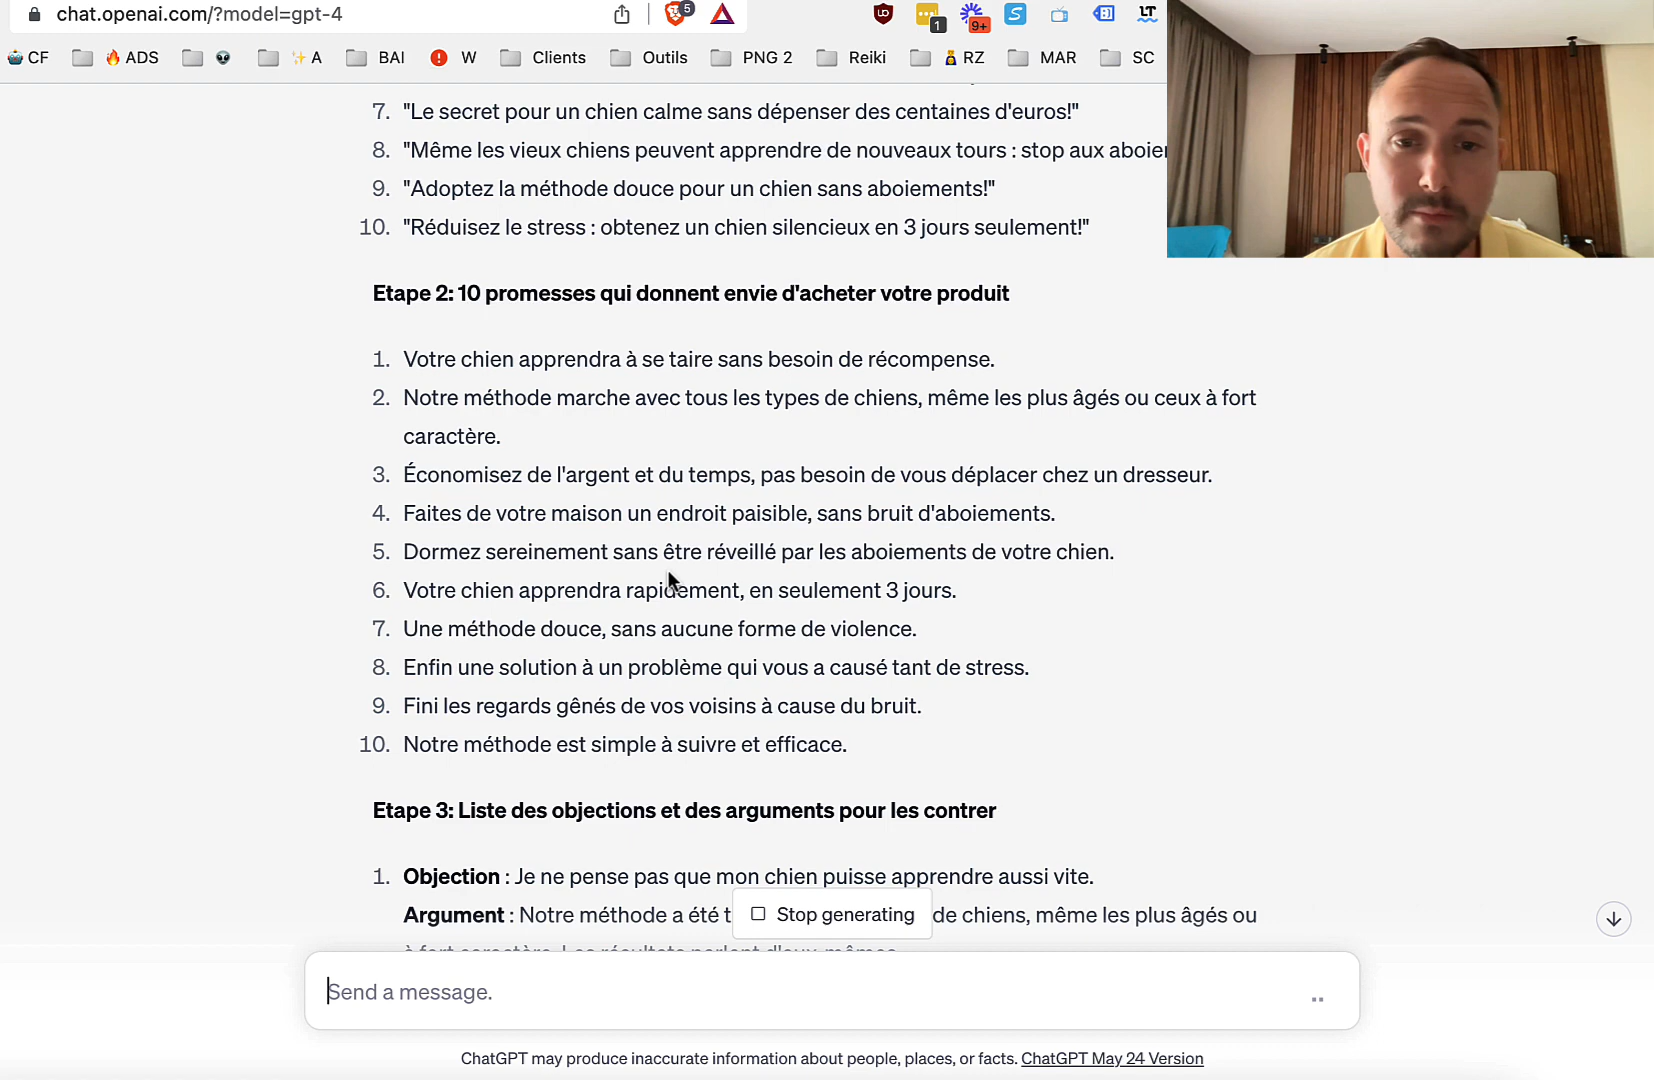 chat.openai.com/?model=gpt-4
5
1
9+
S
LT
CF
ADS
A
BAI
W
Clients
Outils
PNG 2
Reiki
RZ
MAR
SC
7. "Le secret pour un chien calme sans dépenser des centaines d'euros!"
8. "Même les vieux chiens peuvent apprendre de nouveaux tours : stop aux
9. "Adoptez la méthode douce pour un chien sans aboiements!"
10. "Réduisez le stress : obtenez un chien silencieux en 3 jours seulement!"
Etape 2: 10 promesses qui donnent envie d'acheter votre produit
1. Votre chien apprendra à se taire sans besoin de récompense.
2. Notre méthode marche avec tous les types de chiens, même les plus âgés ou ceux à fort
caractère.
3. Économisez de l'argent et du temps, pas besoin de vous déplacer chez un dresseur.
4. Faites de votre maison un endroit paisible, sans bruit d'aboiements.
5. Dormez sereinement sans être réveillé par les aboiements de votre chien.
6. Votre chien apprendra rapidement, en seulement 3 jours.
7. Une méthode douce, sans aucune forme de violence.
8. Enfin une solution à un problème qui vous a causé tant de stress.
9. Fini les regards gênés de vos voisins à cause du bruit.
10. Notre méthode est simple à suivre et efficace.
Etape 3: Liste des objections et des arguments pour les contrer
1. Objection : Je ne pense pas que mon chien puisse apprendre aussi vite.
Argument : Notre méthode a été de chiens, même les plus âgés ou
à fort caractère. Les résultats parlent d'eux-mêmes.
Stop generating
Send a message.
ChatGPT may produce inaccurate information about people, places, or facts. ChatGPT May 24 Version